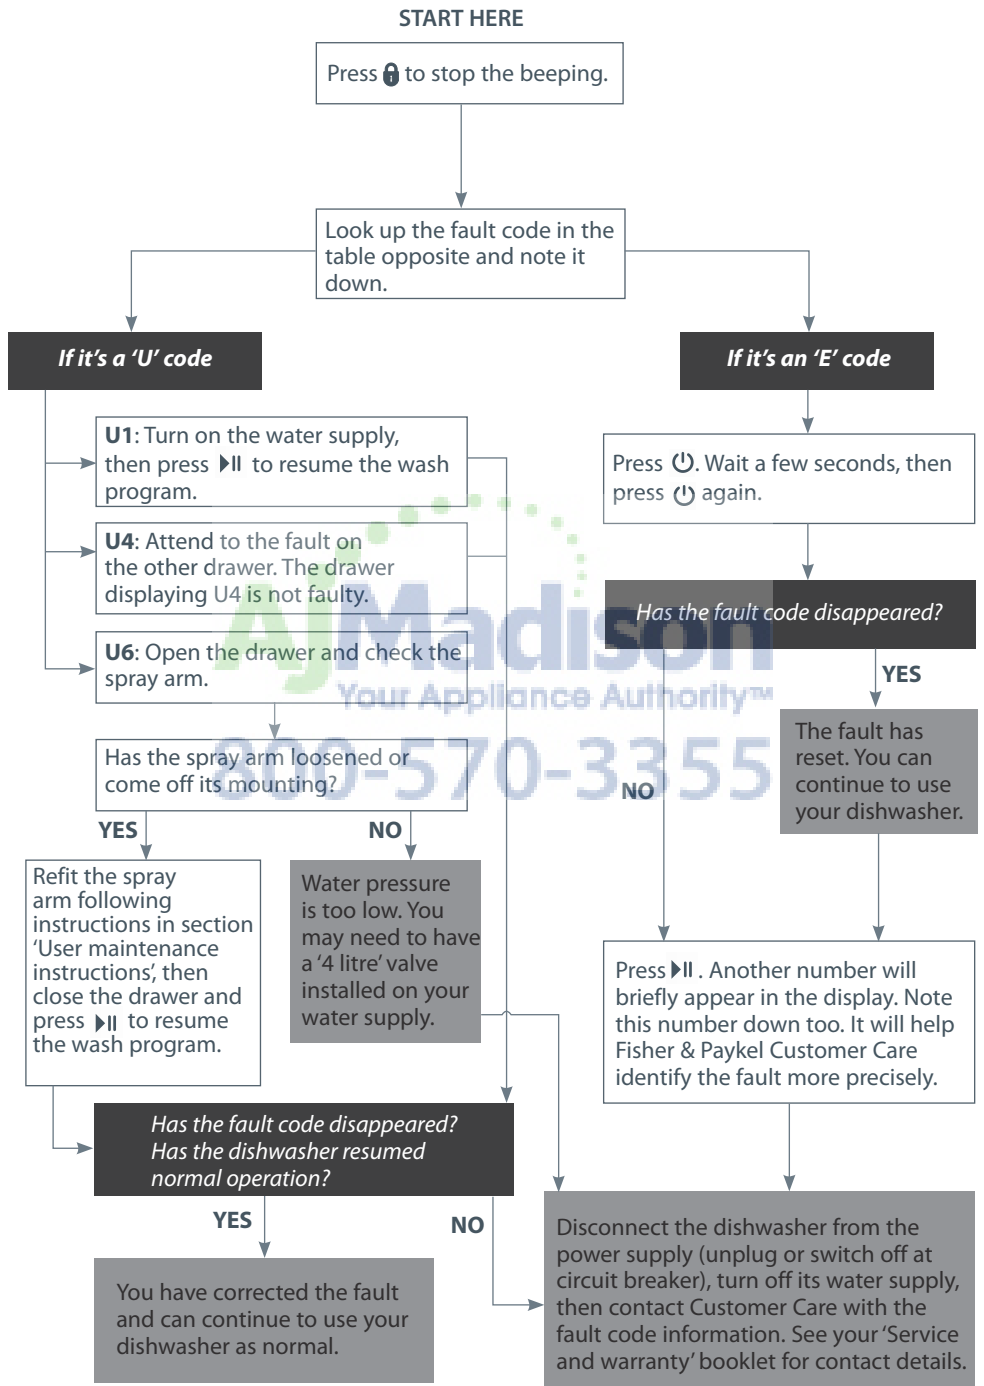 START HERE
Press to stop the beeping.
Look up the fault code in the
table opposite and note it
down.
If it's a ‘U’ code
If it's an ‘E’ code
U1: Turn on the water supply,
then press to resume the wash
program.
U4: Attend to the fault on
the other drawer. The drawer
displaying U4 is not faulty.
U6: Open the drawer and check the
spray arm.
Has the spray arm loosened or
come off its mounting?
YES
NO
Refit the spray
arm following
instructions in section
‘User maintenance
instructions’, then
close the drawer and
press to resume
the wash program.
Water pressure
is too low. You
may need to have
a ‘4 litre’ valve
installed on your
water supply.
Has the fault code disappeared?
Has the dishwasher resumed
normal operation?
YES
NO
You have corrected the fault
and can continue to use your
dishwasher as normal.
Press . Wait a few seconds, then
press again.
Has the fault code disappeared?
YES
NO
The fault has
reset. You can
continue to use
your dishwasher.
Press . Another number will
briefly appear in the display. Note
this number down too. It will help
Fisher & Paykel Customer Care
identify the fault more precisely.
Disconnect the dishwasher from the
power supply (unplug or switch off at
circuit breaker), turn off its water supply,
then contact Customer Care with the
fault code information. See your ‘Service
and warranty’ booklet for contact details.
AjMadison
Your Appliance Authority™
800-570-3355